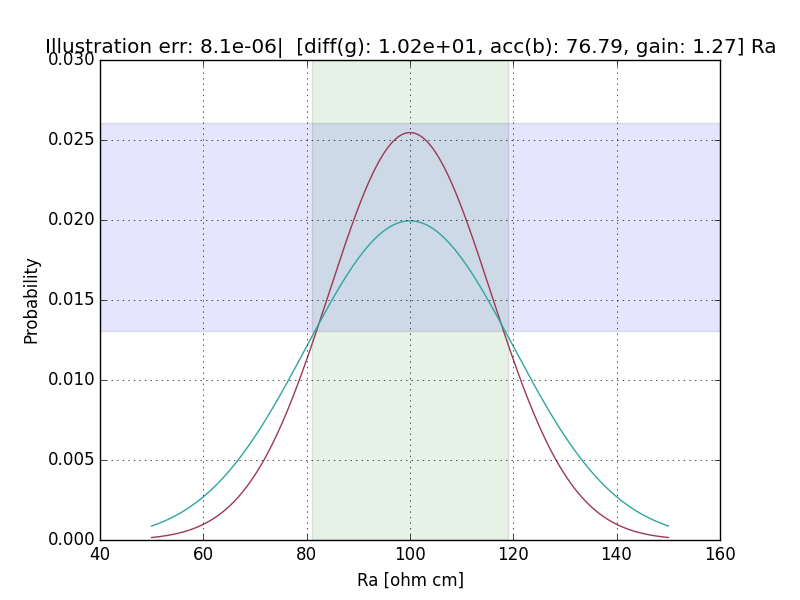 Illustration err: 8.1e-06|  [diff(g): 1.02e+01, acc(b): 76.79, gain: 1.27] Ra
0.030
0.025
0.020
0.015
0.010
0.005
0.000
Probability
40 60 80 100 120 140 160
Ra [ohm cm]